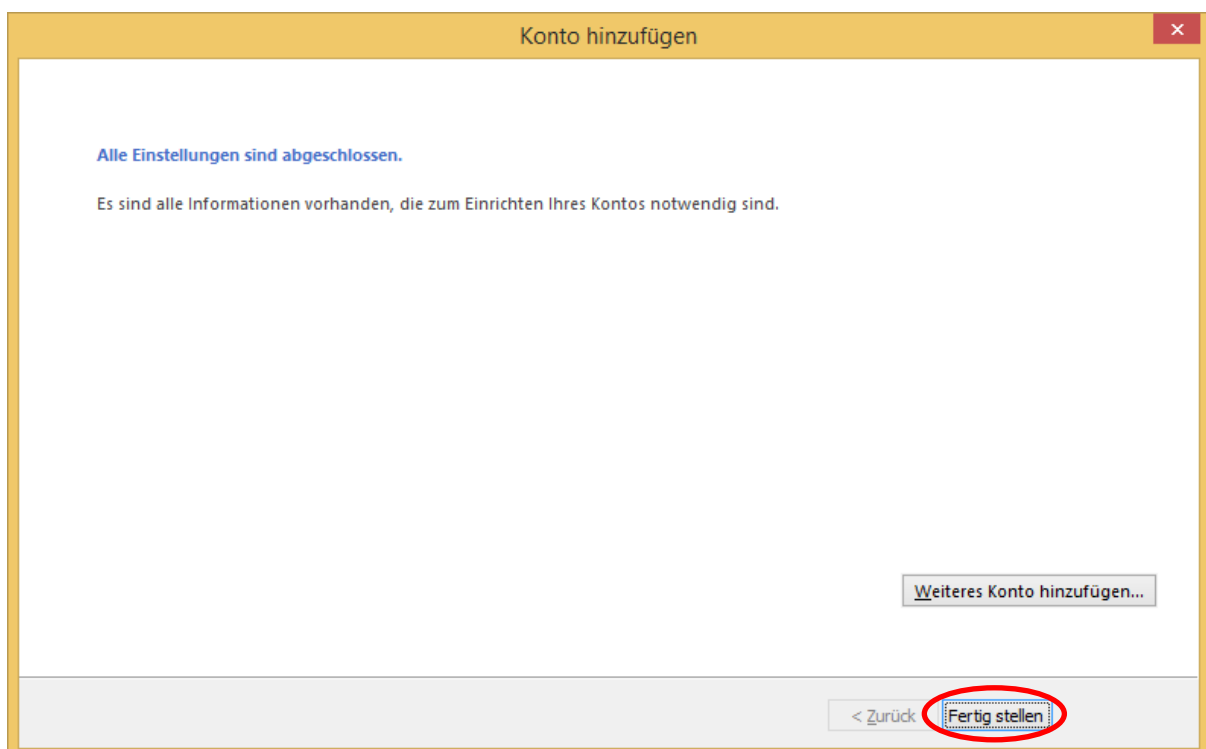 Konto hinzufügen
Alle Einstellungen sind abgeschlossen.
Es sind alle Informationen vorhanden, die zum Einrichten Ihres Kontos notwendig sind.
Weiteres Konto hinzufügen...
< Zurück
Fertig stellen